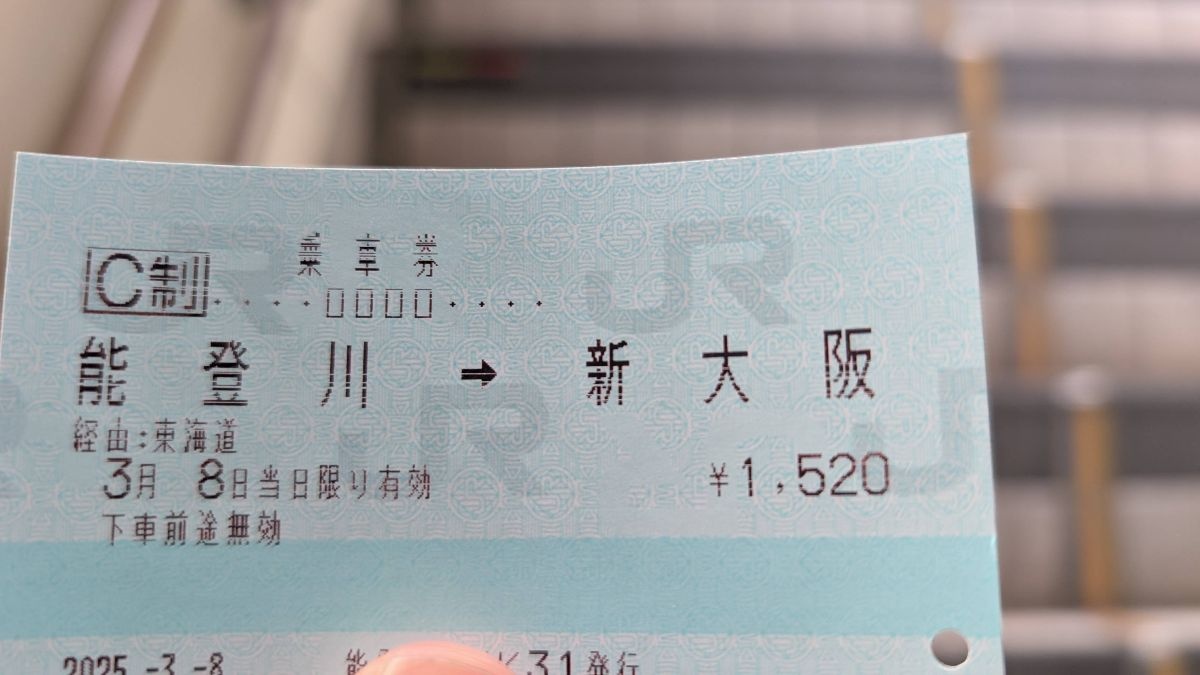 乗車券
C制
....□□□□....
能登川➡新大阪
経由:東海道
3月 8日当日限り有効 ¥1,520
下車前途無効
2025.-3.-8 31発行